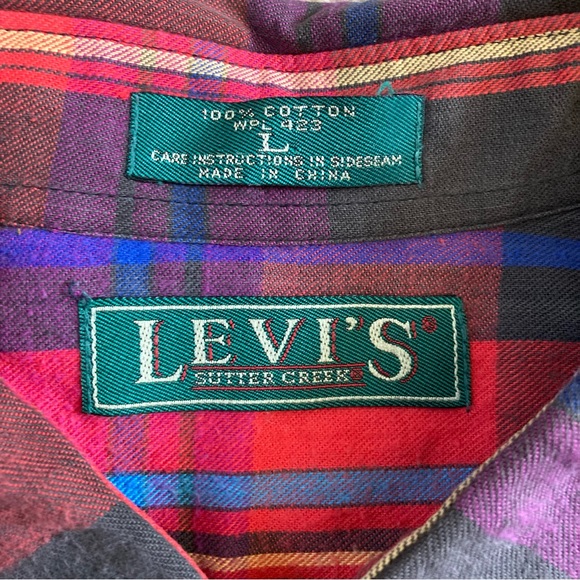 100% COTTON
WPL 423
L
CARE INSTRUCTIONS IN SIDESEAM
MADE IN CHINA
LEVI'S®
SUTTER CREEK